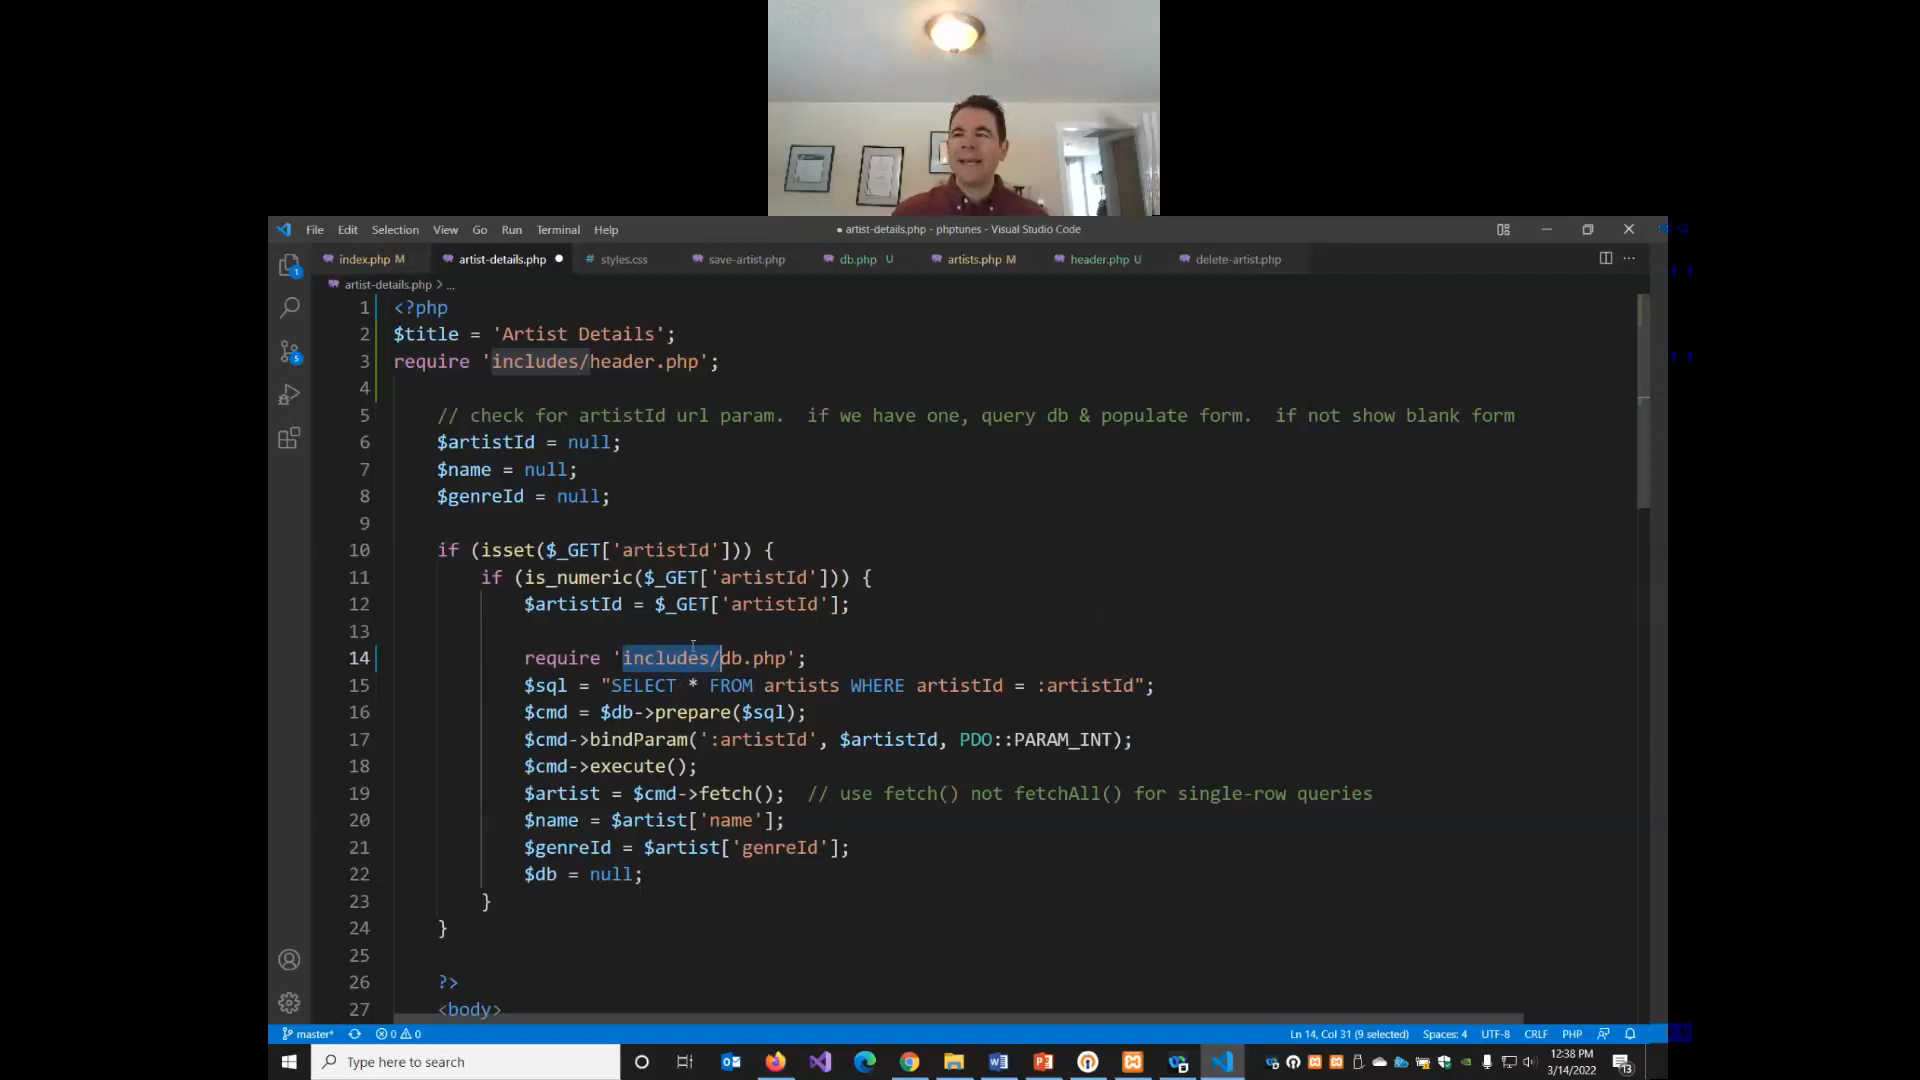 File Edit Selection View Go Run Terminal Help
● artist-details.php - phptunes - Visual Studio Code
index.php M artist-details.php ● # styles.css save-artist.php db.php U artists.php M header.php U delete-artist.php
artist-details.php > ...
1 <?php
2 $title = 'Artist Details';
3 require 'includes/header.php';
4
5 // check for artistId url param.  if we have one, query db & populate form.  if not show blank form
6 $artistId = null;
7 $name = null;
8 $genreId = null;
9
10 if (isset($_GET['artistId'])) {
11 if (is_numeric($_GET['artistId'])) {
12 $artistId = $_GET['artistId'];
13
14 require 'includes/db.php';
15 $sql = "SELECT * FROM artists WHERE artistId = :artistId";
16 $cmd = $db->prepare($sql);
17 $cmd->bindParam(':artistId', $artistId, PDO::PARAM_INT);
18 $cmd->execute();
19 $artist = $cmd->fetch();  // use fetch() not fetchAll() for single-row queries
20 $name = $artist['name'];
21 $genreId = $artist['genreId'];
22 $db = null;
23 }
24 }
25
26 ?>
27 <body>
1
5
master* 0 0 Ln 14, Col 31 (9 selected) Spaces: 4 UTF-8 CRLF PHP
Type here to search
12:38 PM
3/14/2022
13